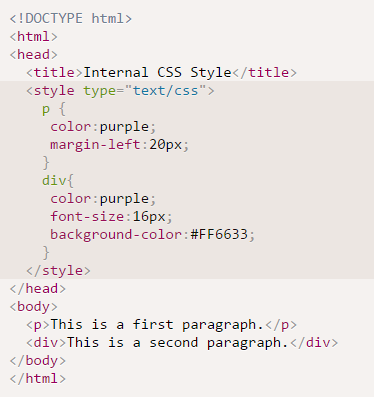 <!DOCTYPE html>
<html>
<head>
  <title>Internal CSS Style</title>
  <style type="text/css">
    p {
     color:purple;
     margin-left:20px;
    }
    div{
     color:purple;
     font-size:16px;
     background-color:#FF6633;
    }
  </style>
</head>
<body>
  <p>This is a first paragraph.</p>
  <div>This is a second paragraph.</div>
</body>
</html>